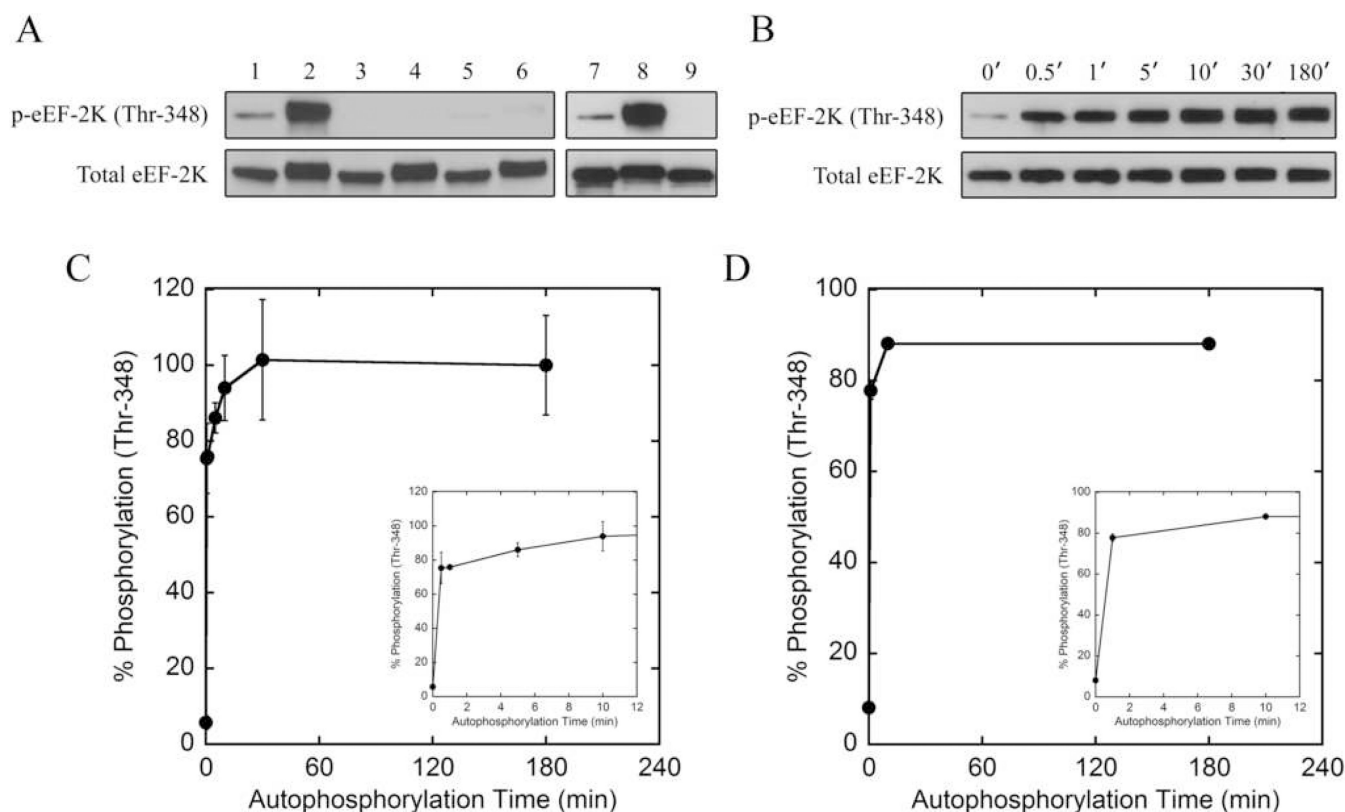 A
1 2 3 4 5 6 7 8 9
p-eEF-2K (Thr-348)
Total eEF-2K
B
0′ 0.5′ 1′ 5′ 10′ 30′ 180′
p-eEF-2K (Thr-348)
Total eEF-2K
C
% Phosphorylation (Thr-348)
120
100
80
60
40
20
0
0 60 120 180 240
Autophosphorylation Time (min)
% Phosphorylation (Thr-348)
120
100
80
60
40
20
0
0 2 4 6 8 10 12
Autophosphorylation Time (min)
D
% Phosphorylation (Thr-348)
100
80
60
40
20
0
0 60 120 180 240
Autophosphorylation Time (min)
% Phosphorylation (Thr-348)
100
80
60
40
20
0
0 2 4 6 8 10 12
Autophosphorylation Time (min)